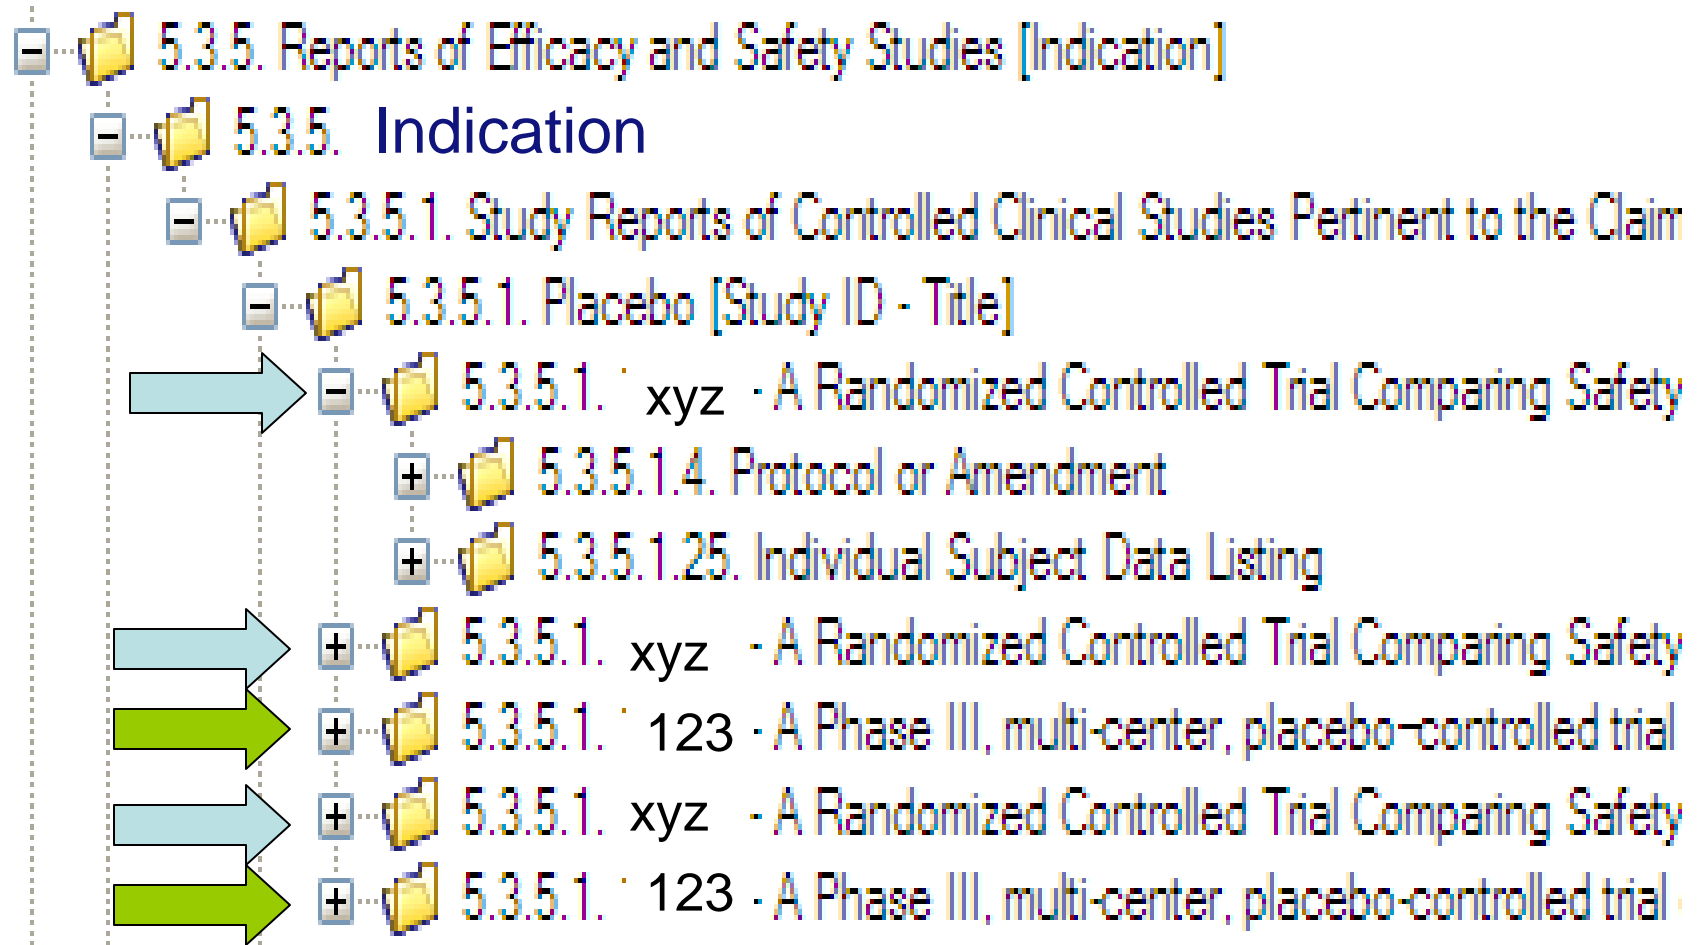 5.3.5. Reports of Efficacy and Safety Studies [Indication]
5.3.5. Indication
5.3.5.1. Study Reports of Controlled Clinical Studies Pertinent to the Claim
5.3.5.1. Placebo [Study ID - Title]
5.3.5.1. xyz - A Randomized Controlled Trial Comparing Safety
5.3.5.1.4. Protocol or Amendment
5.3.5.1.25. Individual Subject Data Listing
5.3.5.1. xyz - A Randomized Controlled Trial Comparing Safety
5.3.5.1. 123 - A Phase III, multi-center, placebo-controlled trial
5.3.5.1. xyz - A Randomized Controlled Trial Comparing Safety
5.3.5.1. 123 - A Phase III, multi-center, placebo-controlled trial